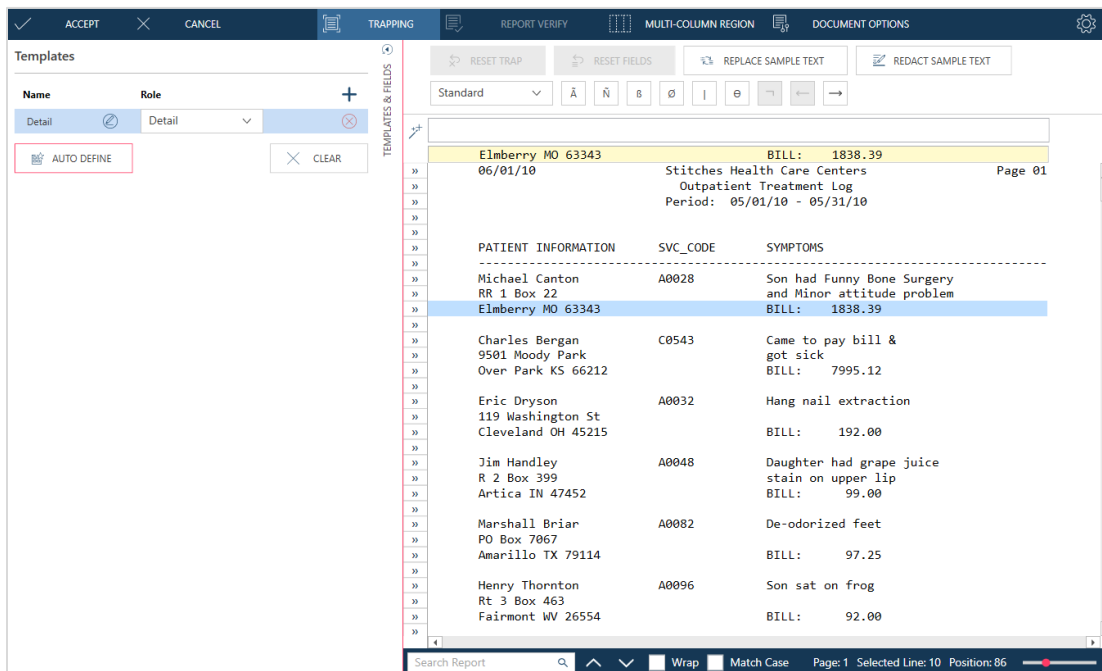 ACCEPT CANCEL TRAPPING REPORT VERIFY MULTI-COLUMN REGION DOCUMENT OPTIONS
Templates
Name Role
Detail Detail
AUTO DEFINE CLEAR
TEMPLATES & FIELDS
RESET TRAP RESET FIELDS REPLACE SAMPLE TEXT REDACT SAMPLE TEXT
Standard Ã Ñ ß Ø | ɵ ¬ ← →
Elmberry MO 63343 BILL: 1838.39
» 06/01/10 Stitches Health Care Centers Page 01
» Outpatient Treatment Log
» Period: 05/01/10 - 05/31/10
»
»
» PATIENT INFORMATION SVC_CODE SYMPTOMS
» ------------------------------------------------------------------------------
» Michael Canton A0028 Son had Funny Bone Surgery
» RR 1 Box 22 and Minor attitude problem
» Elmberry MO 63343 BILL: 1838.39
»
» Charles Bergan C0543 Came to pay bill &
» 9501 Moody Park got sick
» Over Park KS 66212 BILL: 7995.12
»
» Eric Dryson A0032 Hang nail extraction
» 119 Washington St
» Cleveland OH 45215 BILL: 192.00
»
» Jim Handley A0048 Daughter had grape juice
» R 2 Box 399 stain on upper lip
» Artica IN 47452 BILL: 99.00
»
» Marshall Briar A0082 De-odorized feet
» PO Box 7067
» Amarillo TX 79114 BILL: 97.25
»
» Henry Thornton A0096 Son sat on frog
» Rt 3 Box 463
» Fairmont WV 26554 BILL: 92.00
»
Search Report Wrap Match Case Page: 1 Selected Line: 10 Position: 86